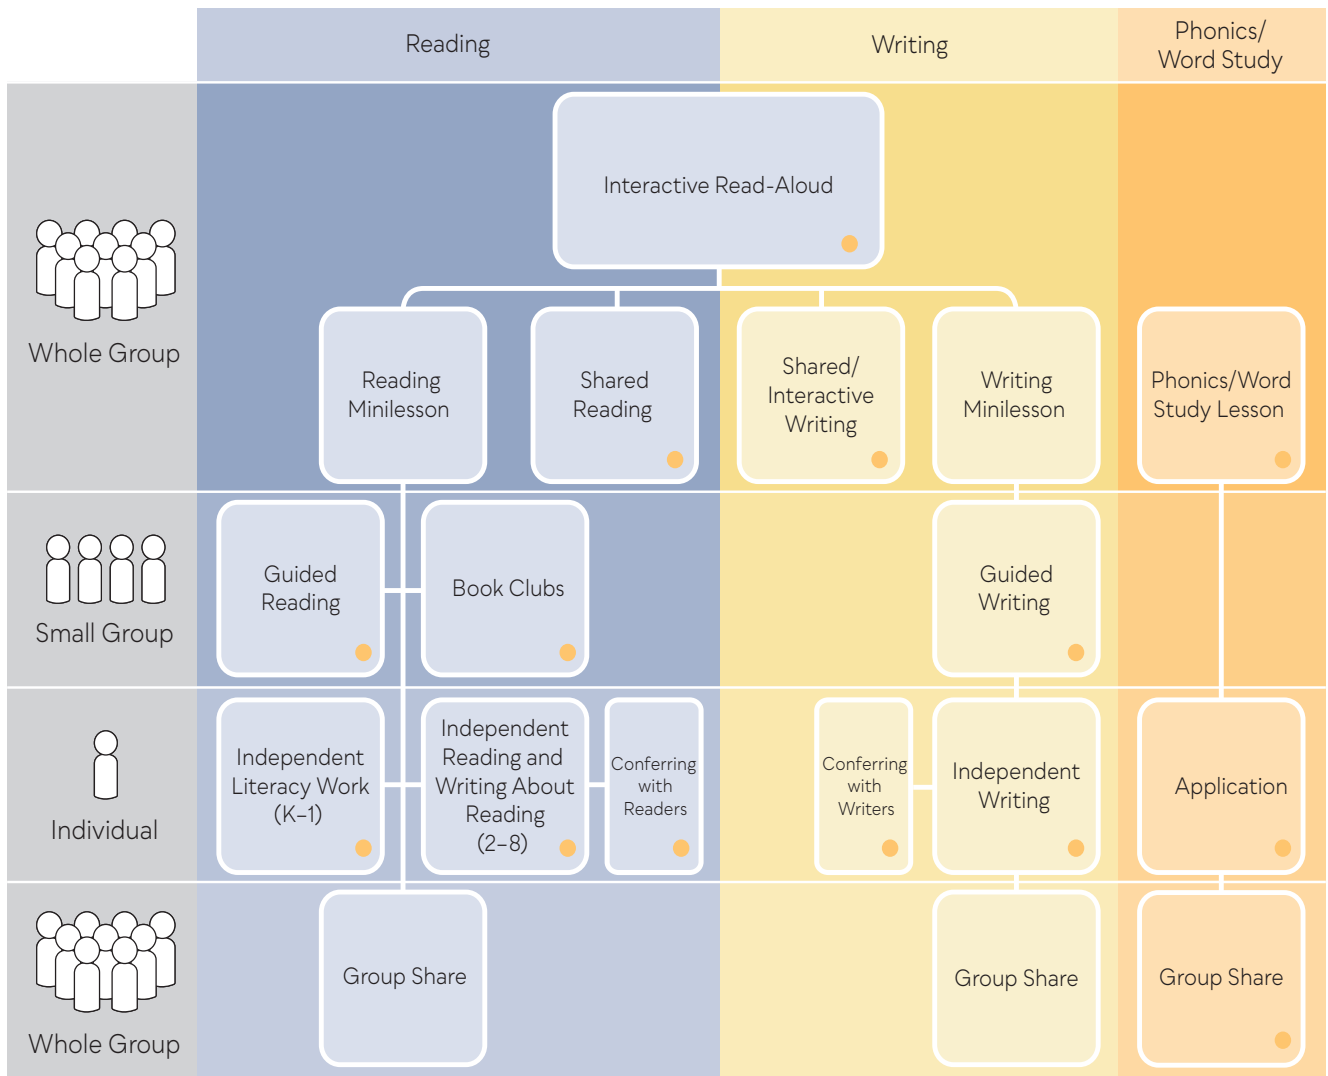 Reading
Writing
Phonics/
Word Study
Interactive Read-Aloud
Whole Group
Reading
Minilesson
Shared
Reading
Shared/
Interactive
Writing
Writing
Minilesson
Phonics/Word
Study Lesson
Small Group
Guided
Reading
Book Clubs
Guided
Writing
Individual
Independent
Literacy Work
(K–1)
Independent
Reading and
Writing About
Reading
(2–8)
Conferring
with
Readers
Conferring
with
Writers
Independent
Writing
Application
Whole Group
Group Share
Group Share
Group Share